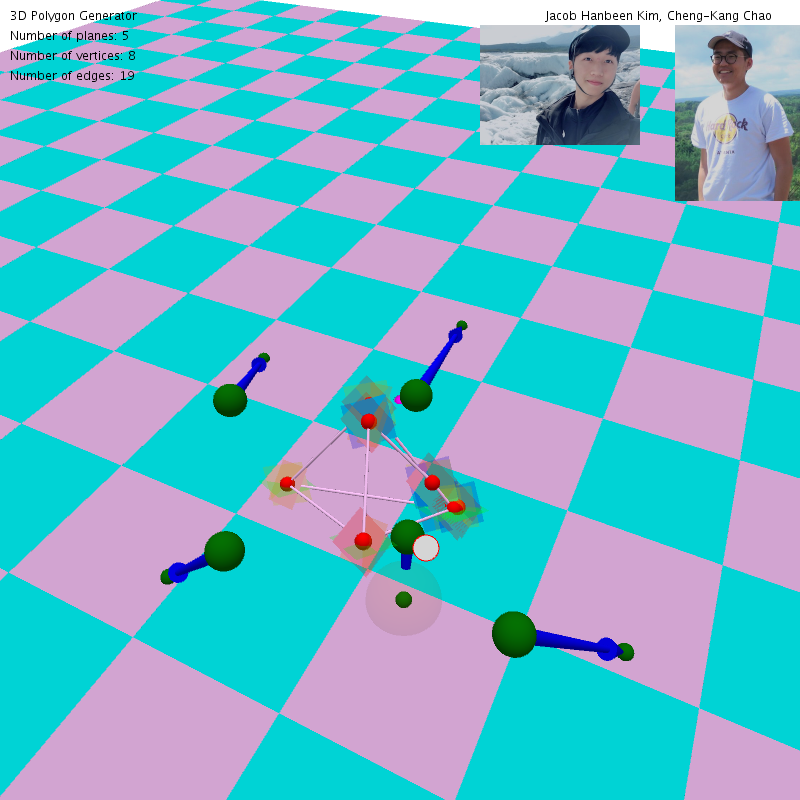 3D Polygon Generator
Jacob Hanbeen Kim, Cheng-Kang Chao
Number of planes: 5
Number of vertices: 8
Number of edges: 19